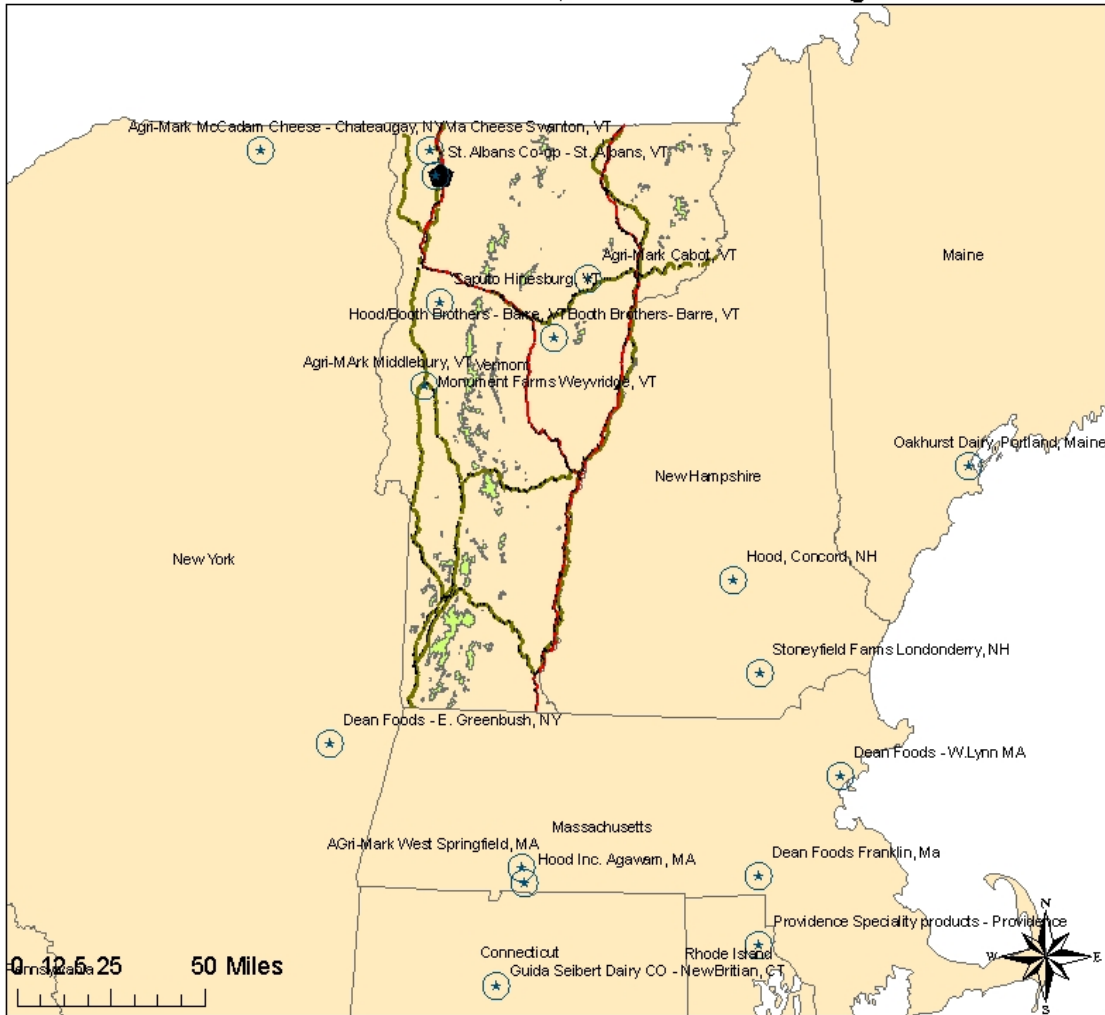 Agri-Mark McCadam Cheese - Chateaugay, NY
Via Cheese Swanton, VT
St. Albans Co-op - St. Albans, VT
Agri-Mark Cabot, VT
Maine
Saputo Hinesburg, VT
Hood/Booth Brothers - Barre, VT
Booth Brothers- Barre, VT
Agri-MArk Middlebury, VT
Vermont
Monument Farms Weyvridge, VT
Oakhurst Dairy, Portland, Maine
New Hampshire
New York
Hood, Concord, NH
Stoneyfield Farms Londonderry, NH
Dean Foods - E. Greenbush, NY
Dean Foods - W.Lynn MA
Massachusetts
AGri-Mark West Springfield, MA
Hood Inc. Agawam, MA
Dean Foods Franklin, Ma
Providence Speciality products - Providence
Connecticut
Rhode Island
Guida Seibert Dairy CO - NewBritian, CT
Pennsylvania
0 12.5 25 50 Miles
N
W
E
S